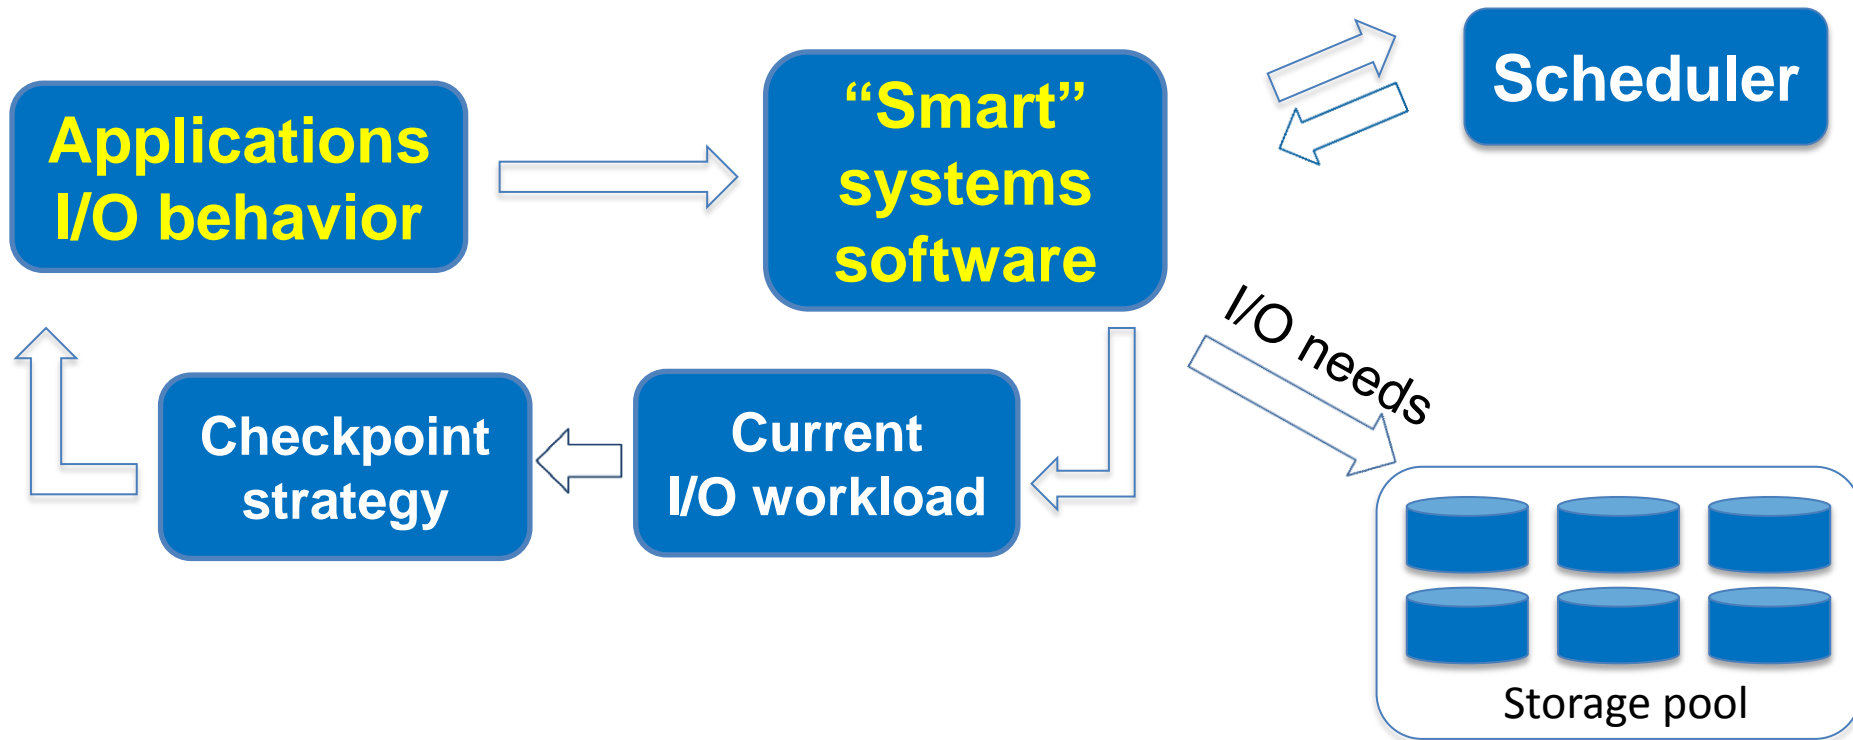 Applications
I/O behavior
“Smart”
systems
software
Scheduler
I/O needs
Checkpoint
strategy
Current
I/O workload
Storage pool